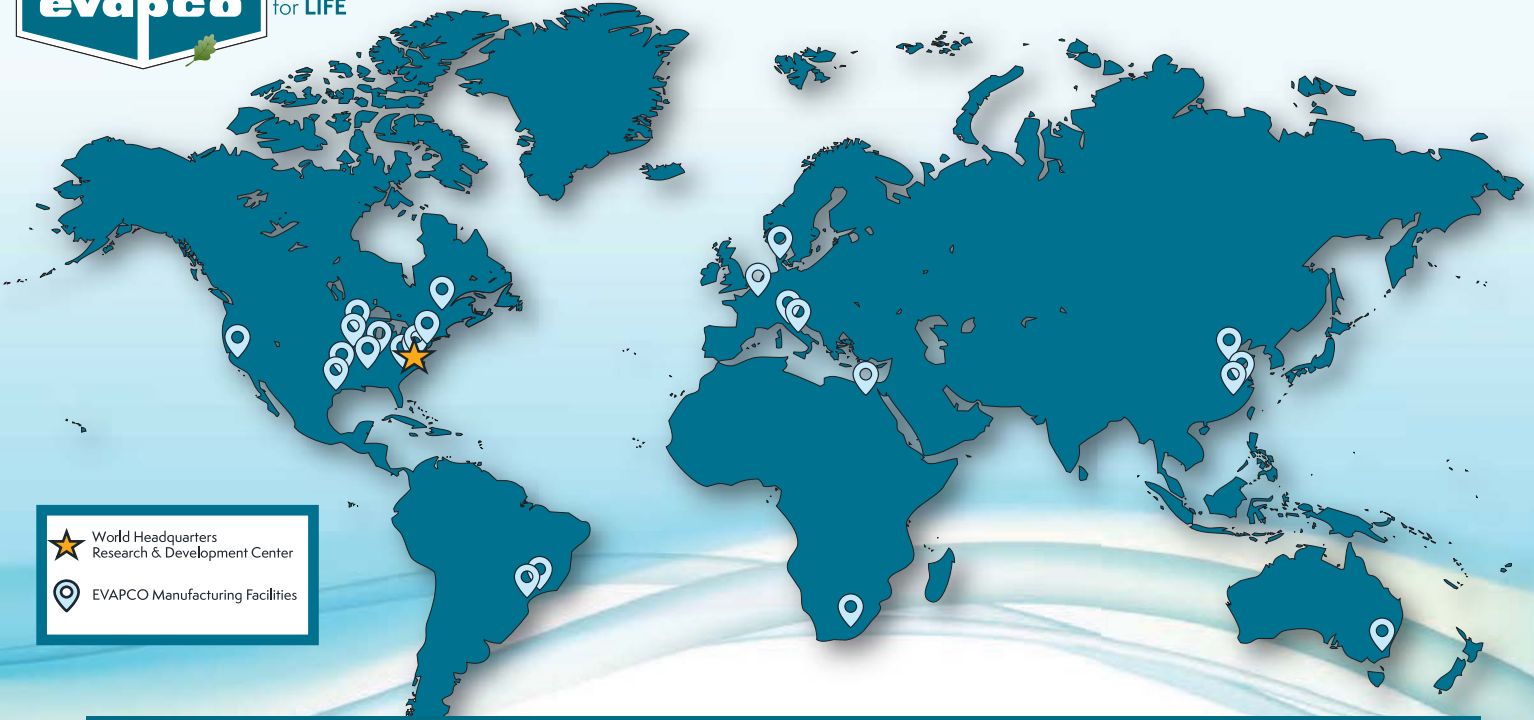 evapco
for LIFE
World Headquarters
Research & Development Center
EVAPCO Manufacturing Facilities